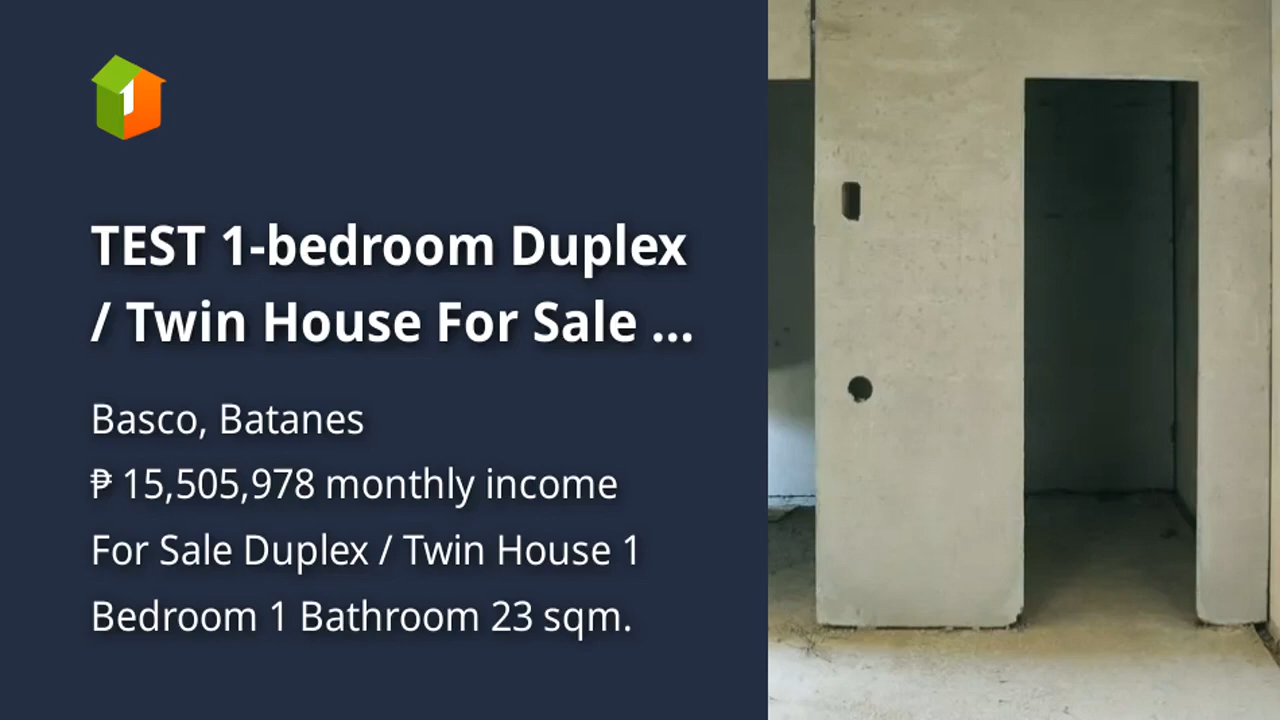 TEST 1-bedroom Duplex
/ Twin House For Sale ...
Basco, Batanes
₱ 15,505,978 monthly income
For Sale Duplex / Twin House 1
Bedroom 1 Bathroom 23 sqm.